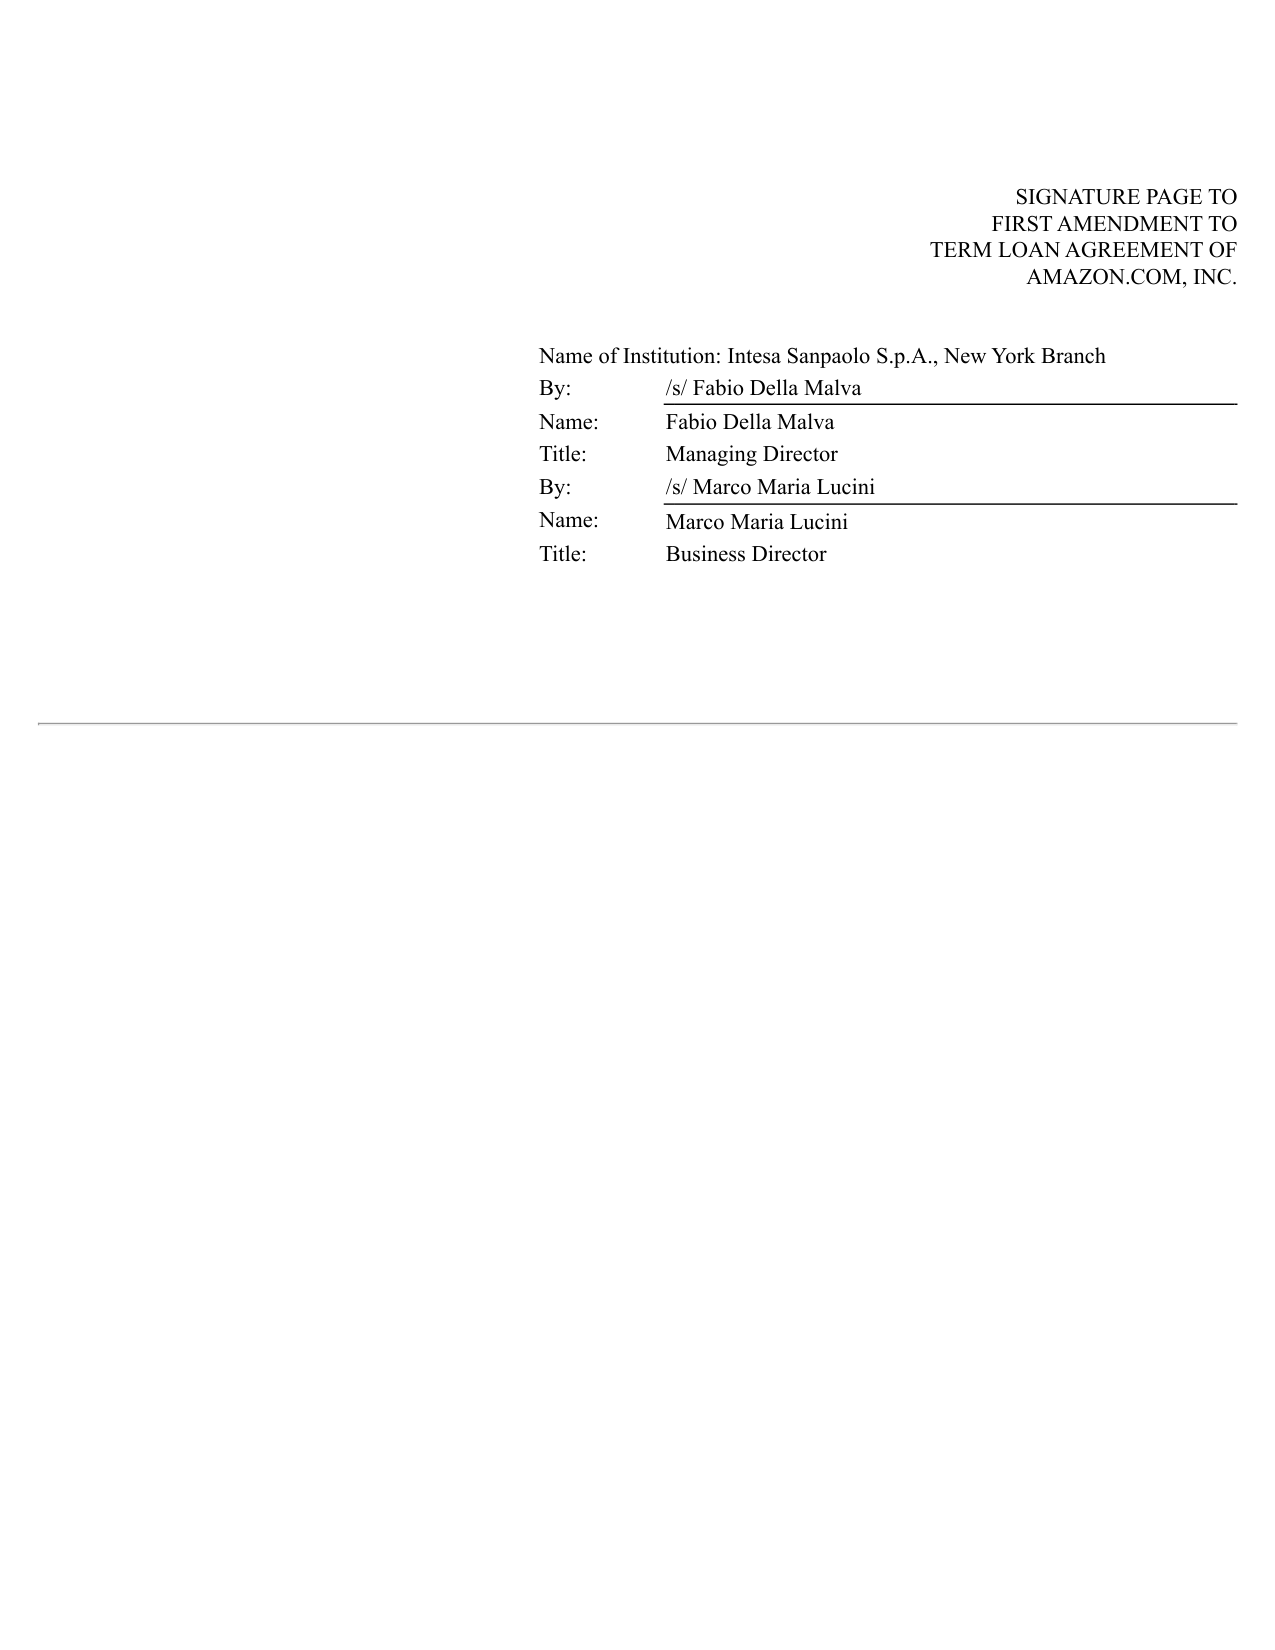 SIGNATURE PAGE TO
FIRST AMENDMENT TO
TERM LOAN AGREEMENT OF
AMAZON.COM, INC.
Name of Institution: Intesa Sanpaolo S.p.A., New York Branch
By: /s/ Fabio Della Malva
Name: Fabio Della Malva
Title: Managing Director
By: /s/ Marco Maria Lucini
Name: Marco Maria Lucini
Title: Business Director